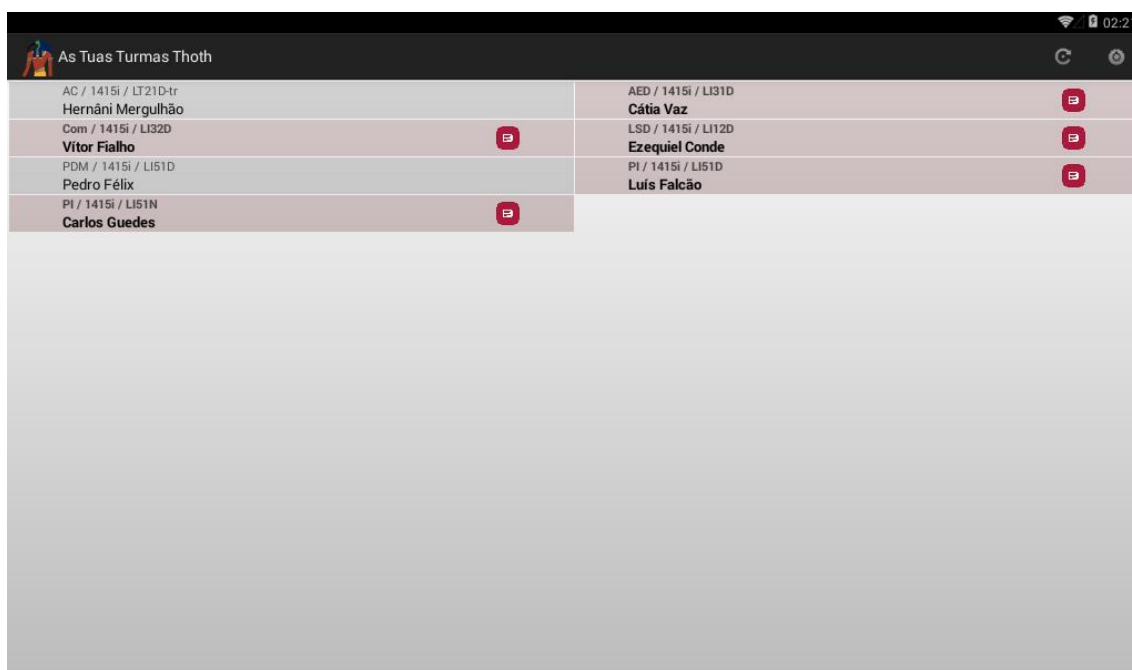 As Tuas Turmas Thoth
AC / 1415i / LT21D-tr
Hernâni Mergulhão
AED / 1415i / LI31D
Cátia Vaz
Com / 1415i / LI32D
Vítor Fialho
LSD / 1415i / LI12D
Ezequiel Conde
PDM / 1415i / LI51D
Pedro Félix
PI / 1415i / LI51D
Luís Falcão
PI / 1415i / LI51N
Carlos Guedes